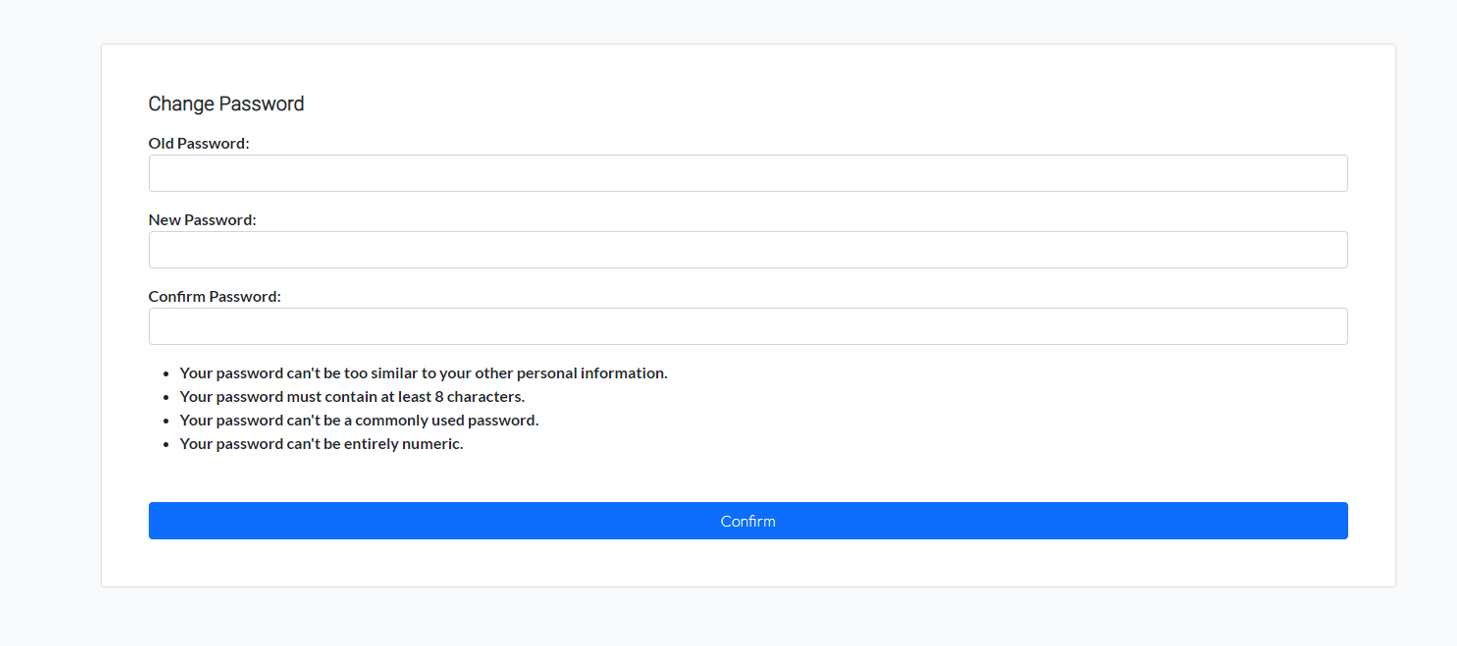 Change Password
Old Password:
New Password:
Confirm Password:
Your password can't be too similar to your other personal information.
Your password must contain at least 8 characters.
Your password can't be a commonly used password.
Your password can't be entirely numeric.
Confirm